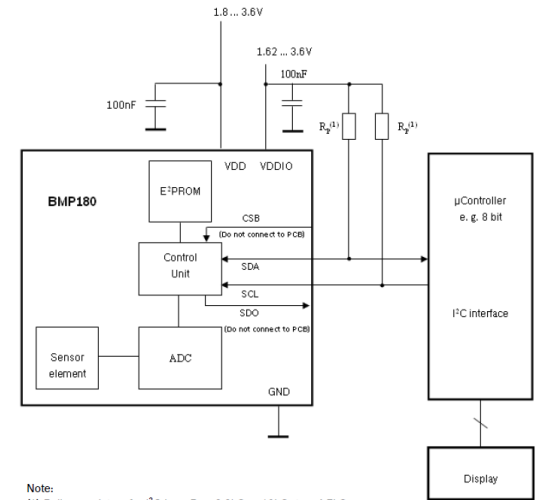 1.8 ... 3.6V
1.62 ... 3.6V
100nF
100nF
Rp(1)
Rp(1)
VDD VDDIO
BMP180
E²PROM
CSB
(Do not connect to PCB)
Control
Unit
SDA
SCL
SDO
(Do not connect to PCB)
Sensor
element
ADC
GND
µController
e. g. 8 bit
I²C interface
Display
Note: